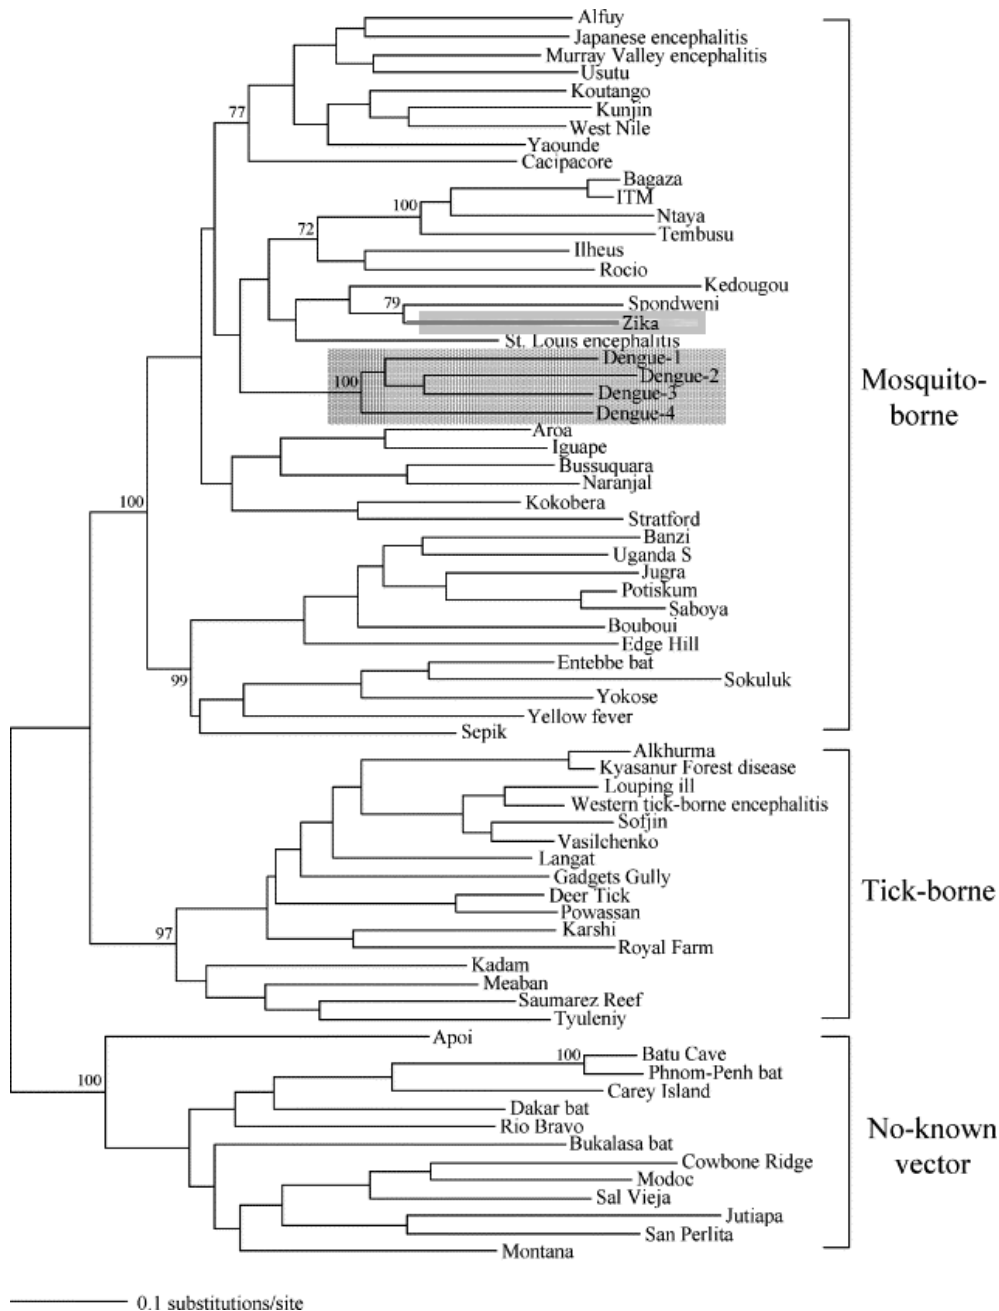 Alfuy
Japanese encephalitis
Murray Valley encephalitis
Usutu
Koutango
77
Kunjin
West Nile
Yaounde
Cacipacore
Bagaza
ITM
100
Ntaya
72
Tembusu
Ilheus
Rocio
Kedougou
79
Spondweni
Zika
St. Louis encephalitis
Dengue-1
Dengue-2
100
Dengue-3
Dengue-4
Mosquito-
borne
Aroa
Iguape
Bussuquara
Naranjal
100
Kokobera
Stratford
Banzi
Uganda S
Jugra
Potiskum
Saboya
Bouboui
Edge Hill
Entebbe bat
99
Sokuluk
Yokose
Yellow fever
Sepik
Alkhurma
Kyasanur Forest disease
Louping ill
Western tick-borne encephalitis
Sofjin
Vasilchenko
Langat
Gadgets Gully
Deer Tick
Tick-borne
Powassan
97
Karshi
Royal Farm
Kadam
Meaban
Saumarez Reef
Tyuleniy
Apoi
100
Batu Cave
Phnom-Penh bat
100
Carey Island
Dakar bat
Rio Bravo
No-known
vector
Bukalasa bat
Cowbone Ridge
Modoc
Sal Vieja
Jutiapa
San Perlita
Montana
0.1 substitutions/site